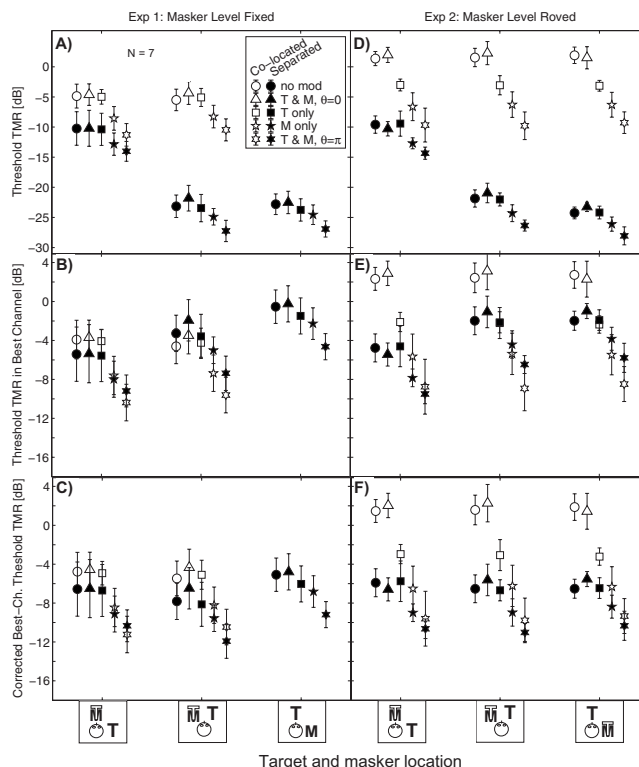 Exp 1: Masker Level Fixed
Exp 2: Masker Level Roved
A)
N = 7
Co-located
Separated
no mod
T & M, θ=0
T only
M only
T & M, θ=π
D)
Threshold TMR [dB]
0
−5
−10
−15
−20
−25
−30
B)
E)
Threshold TMR in Best Channel [dB]
4
0
−4
−8
−12
−16
C)
F)
Corrected Best−Ch. Theshold TMR [dB]
4
0
−4
−8
−12
−16
M
T
M T
T
M
M
T
M T
T
M
Target and masker location